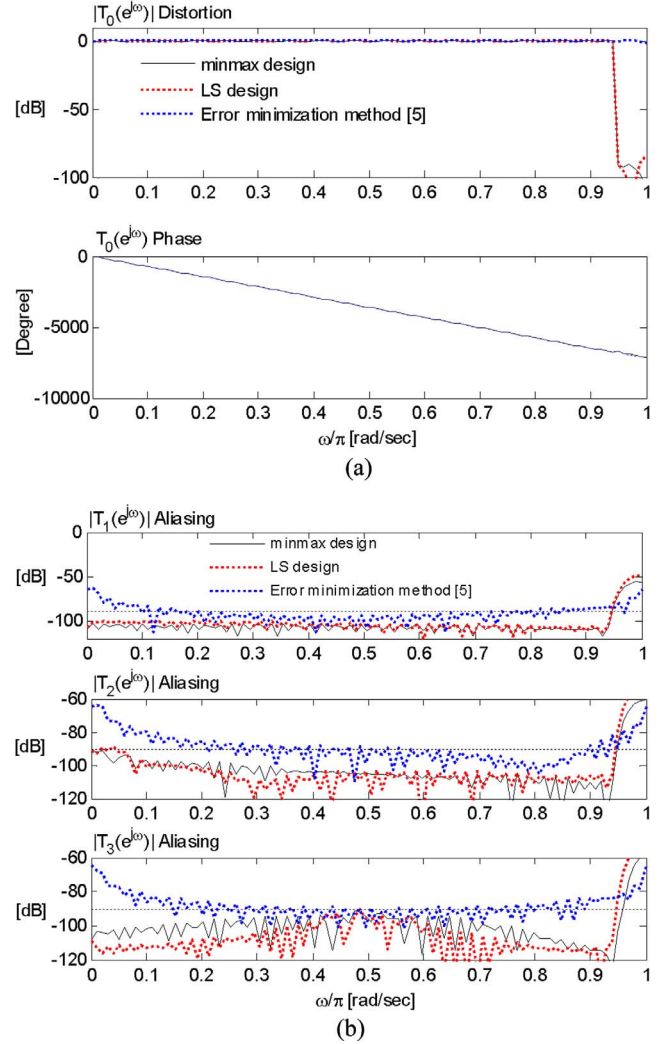 |T0(e^jω)| Distortion
0
minmax design
LS design
Error minimization method [5]
[dB]
-50
-100
0 0.1 0.2 0.3 0.4 0.5 0.6 0.7 0.8 0.9 1
T0(e^jω) Phase
0
[Degree]
-5000
-10000
0 0.1 0.2 0.3 0.4 0.5 0.6 0.7 0.8 0.9 1
ω/π [rad/sec]
(a)
|T1(e^jω)| Aliasing
0
minmax design
LS design
Error minimization method [5]
[dB]
-50
-100
0 0.1 0.2 0.3 0.4 0.5 0.6 0.7 0.8 0.9 1
|T2(e^jω)| Aliasing
-60
[dB]
-80
-100
-120
0 0.1 0.2 0.3 0.4 0.5 0.6 0.7 0.8 0.9 1
|T3(e^jω)| Aliasing
-60
[dB]
-80
-100
-120
0 0.1 0.2 0.3 0.4 0.5 0.6 0.7 0.8 0.9 1
ω/π [rad/sec]
(b)